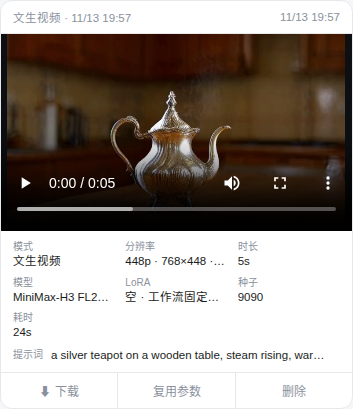 文生视频 · 11/13 19:57 11/13 19:57
0:00 / 0:05
模式 分辨率 时长
文生视频 448p · 768×448 ·... 5s
模型 LoRA 种子
MiniMax-H3 FL2... 空 · 工作流固定... 9090
耗时
24s
提示词 a silver teapot on a wooden table, steam rising, war...
下载 复用参数 删除